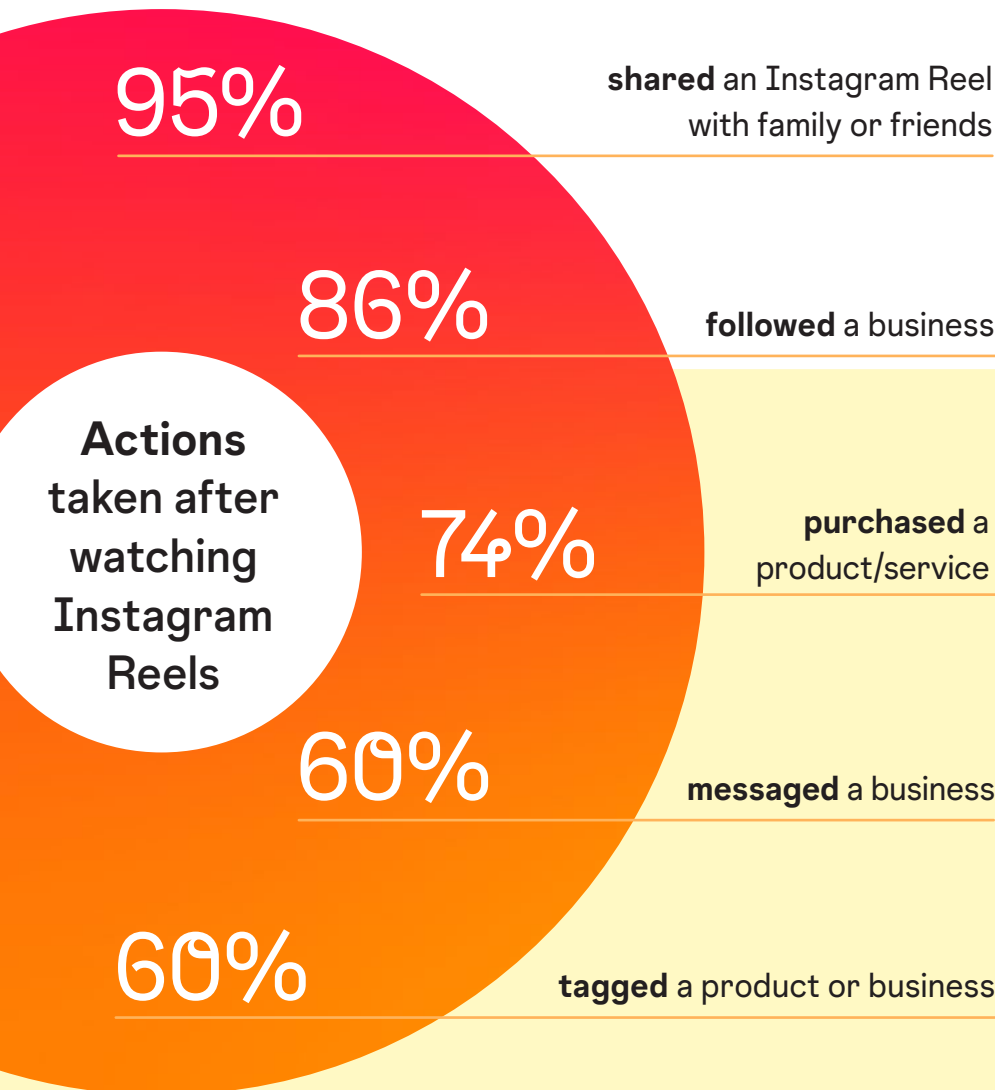 95%
shared an Instagram Reel
with family or friends
86%
followed a business
Actions
taken after
watching
Instagram
Reels
74%
purchased a
product/service
60%
messaged a business
60%
tagged a product or business